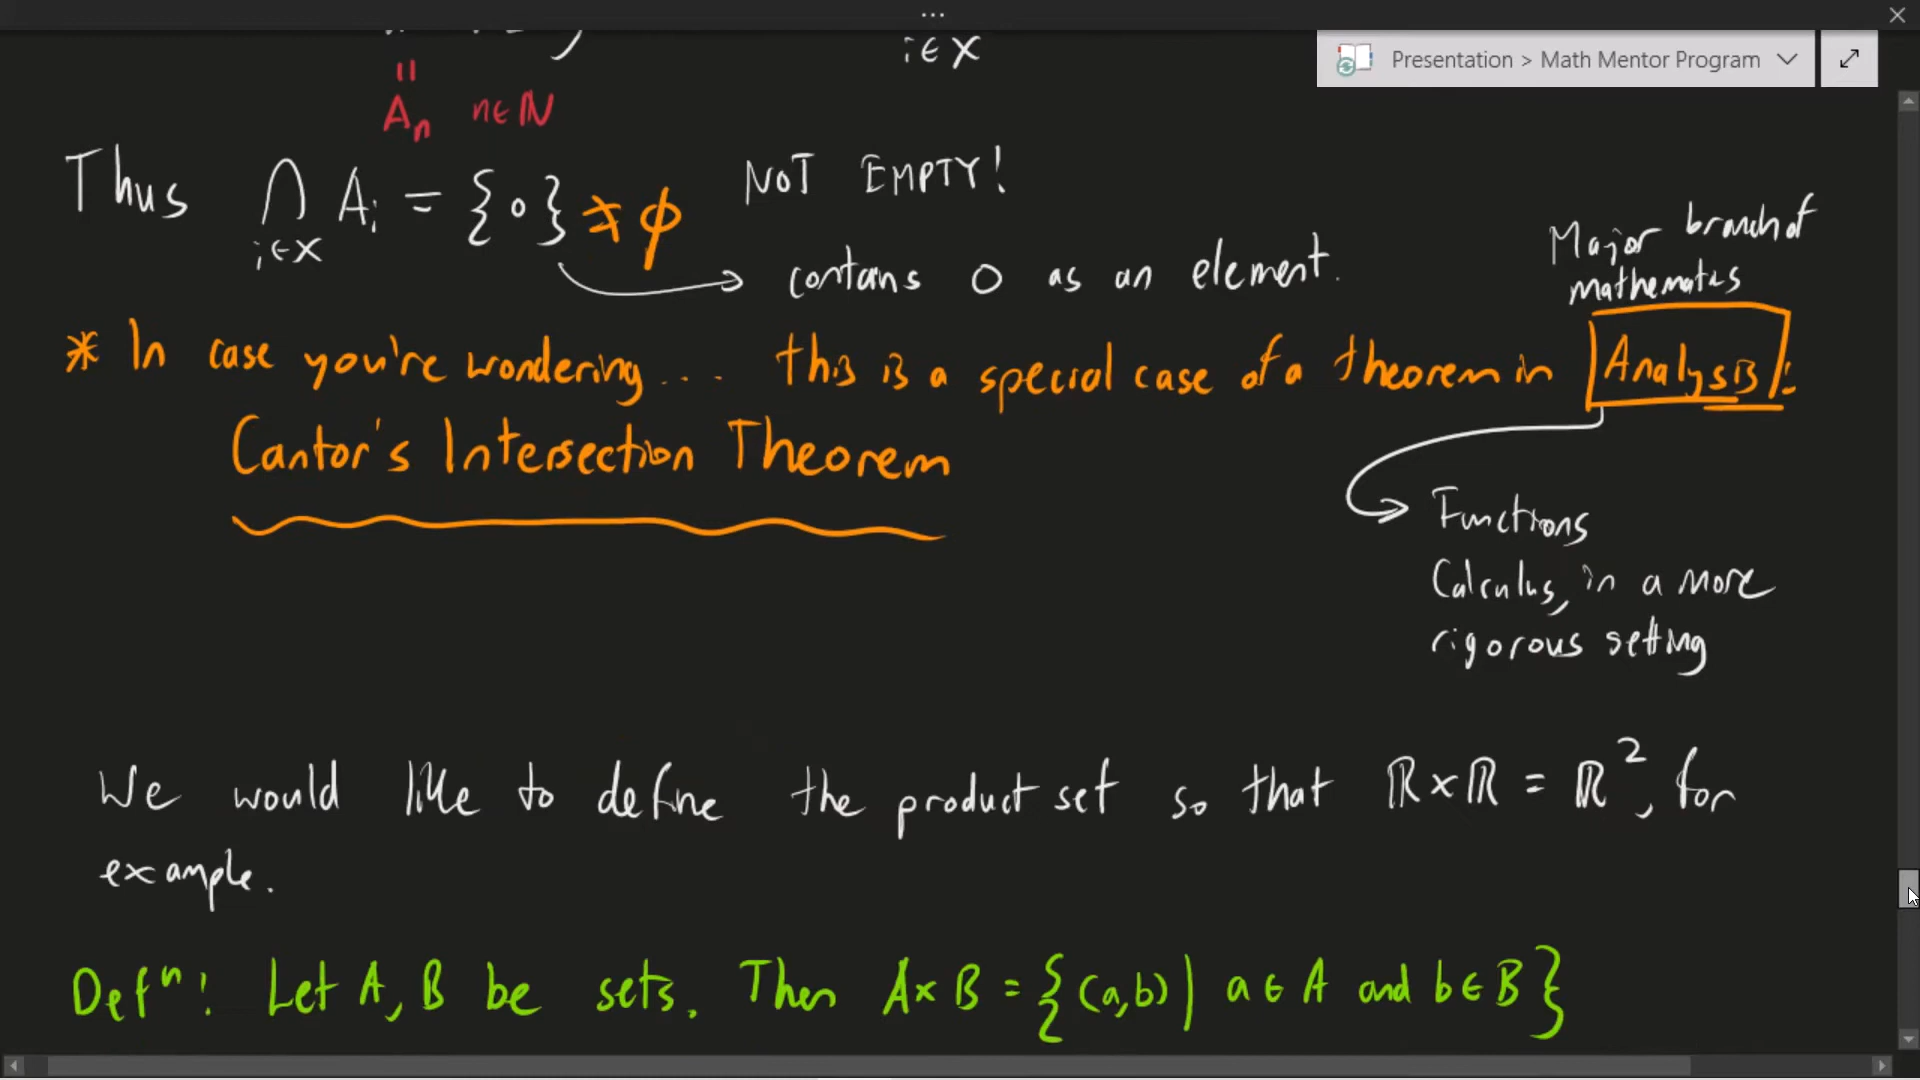 Presentation > Math Mentor Program
i∈X
=
Aₙ n∈ℕ
Thus ⋂ Aᵢ = {0} ≠ ϕ NOT EMPTY!
i∈X
contains 0 as an element.
Major branch of
mathematics
* In case you're wondering... this is a special case of a theorem in Analysis:
Cantor's Intersection Theorem
Functions
Calculus, in a more
rigorous setting
We would like to define the product set so that ℝ×ℝ = ℝ², for
example.
Defⁿ: Let A, B be sets. Then A×B = {(a,b) | a∈A and b∈B}